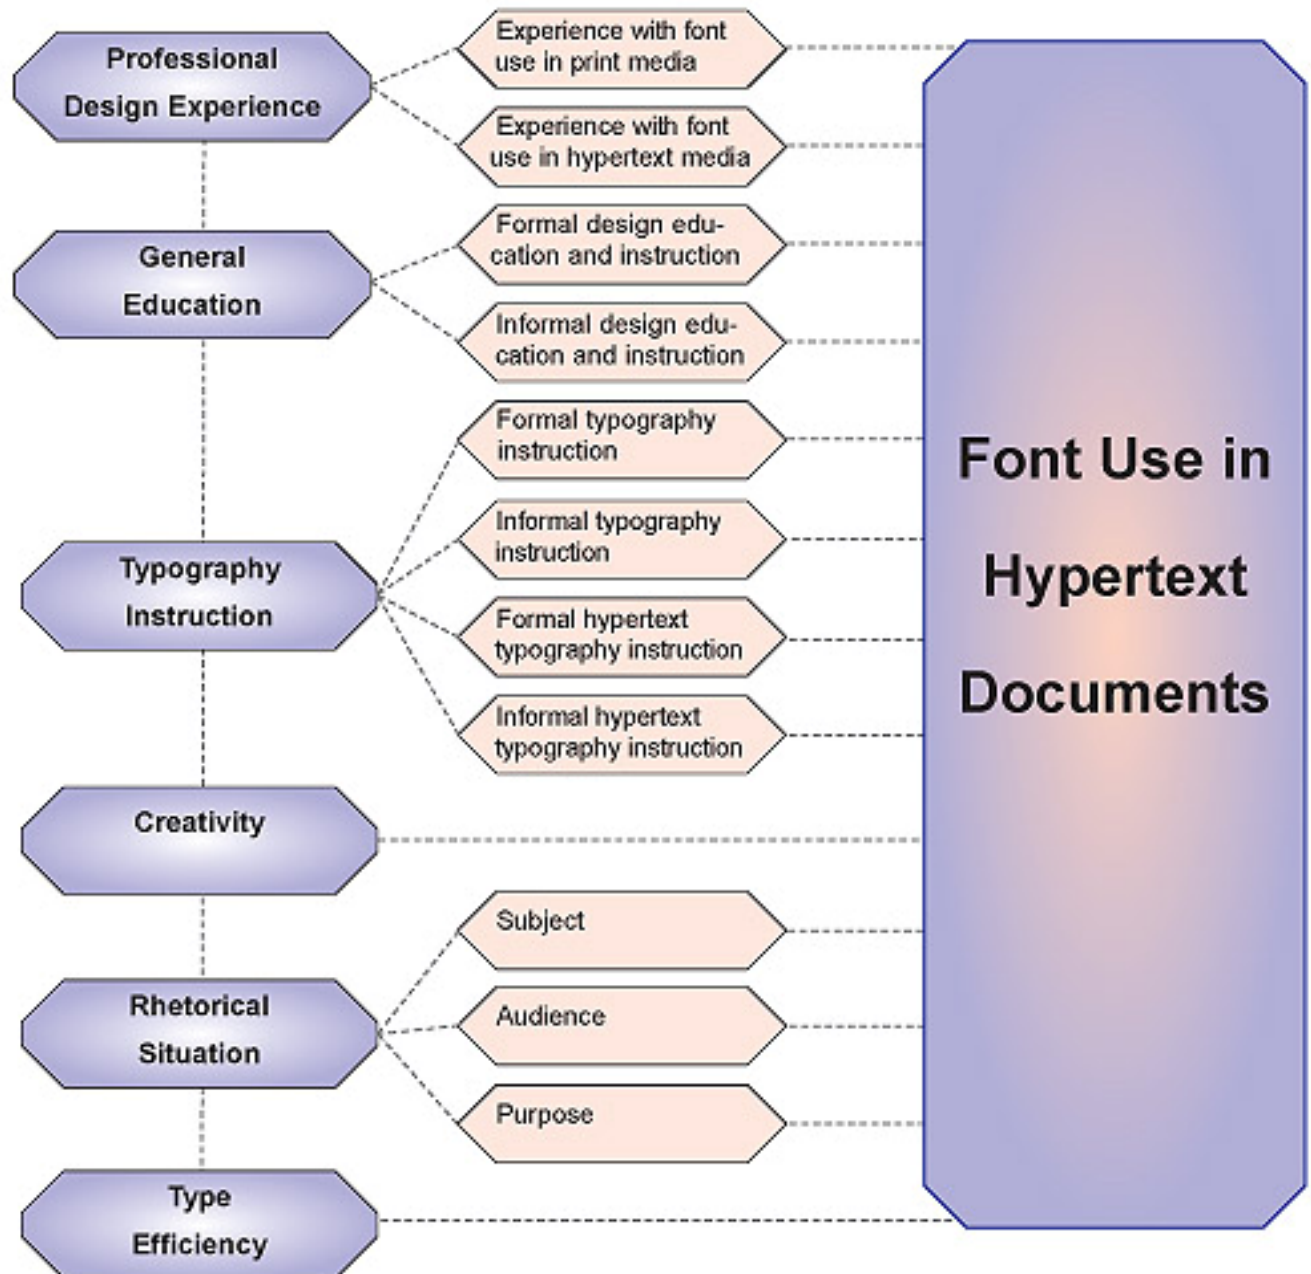 Professional
Design Experience
Experience with font
use in print media
Experience with font
use in hypertext media
General
Education
Formal design edu-
cation and instruction
Informal design edu-
cation and instruction
Typography
Instruction
Formal typography
instruction
Informal typography
instruction
Formal hypertext
typography instruction
Informal hypertext
typography instruction
Creativity
Rhetorical
Situation
Subject
Audience
Purpose
Type
Efficiency
Font Use in
Hypertext
Documents